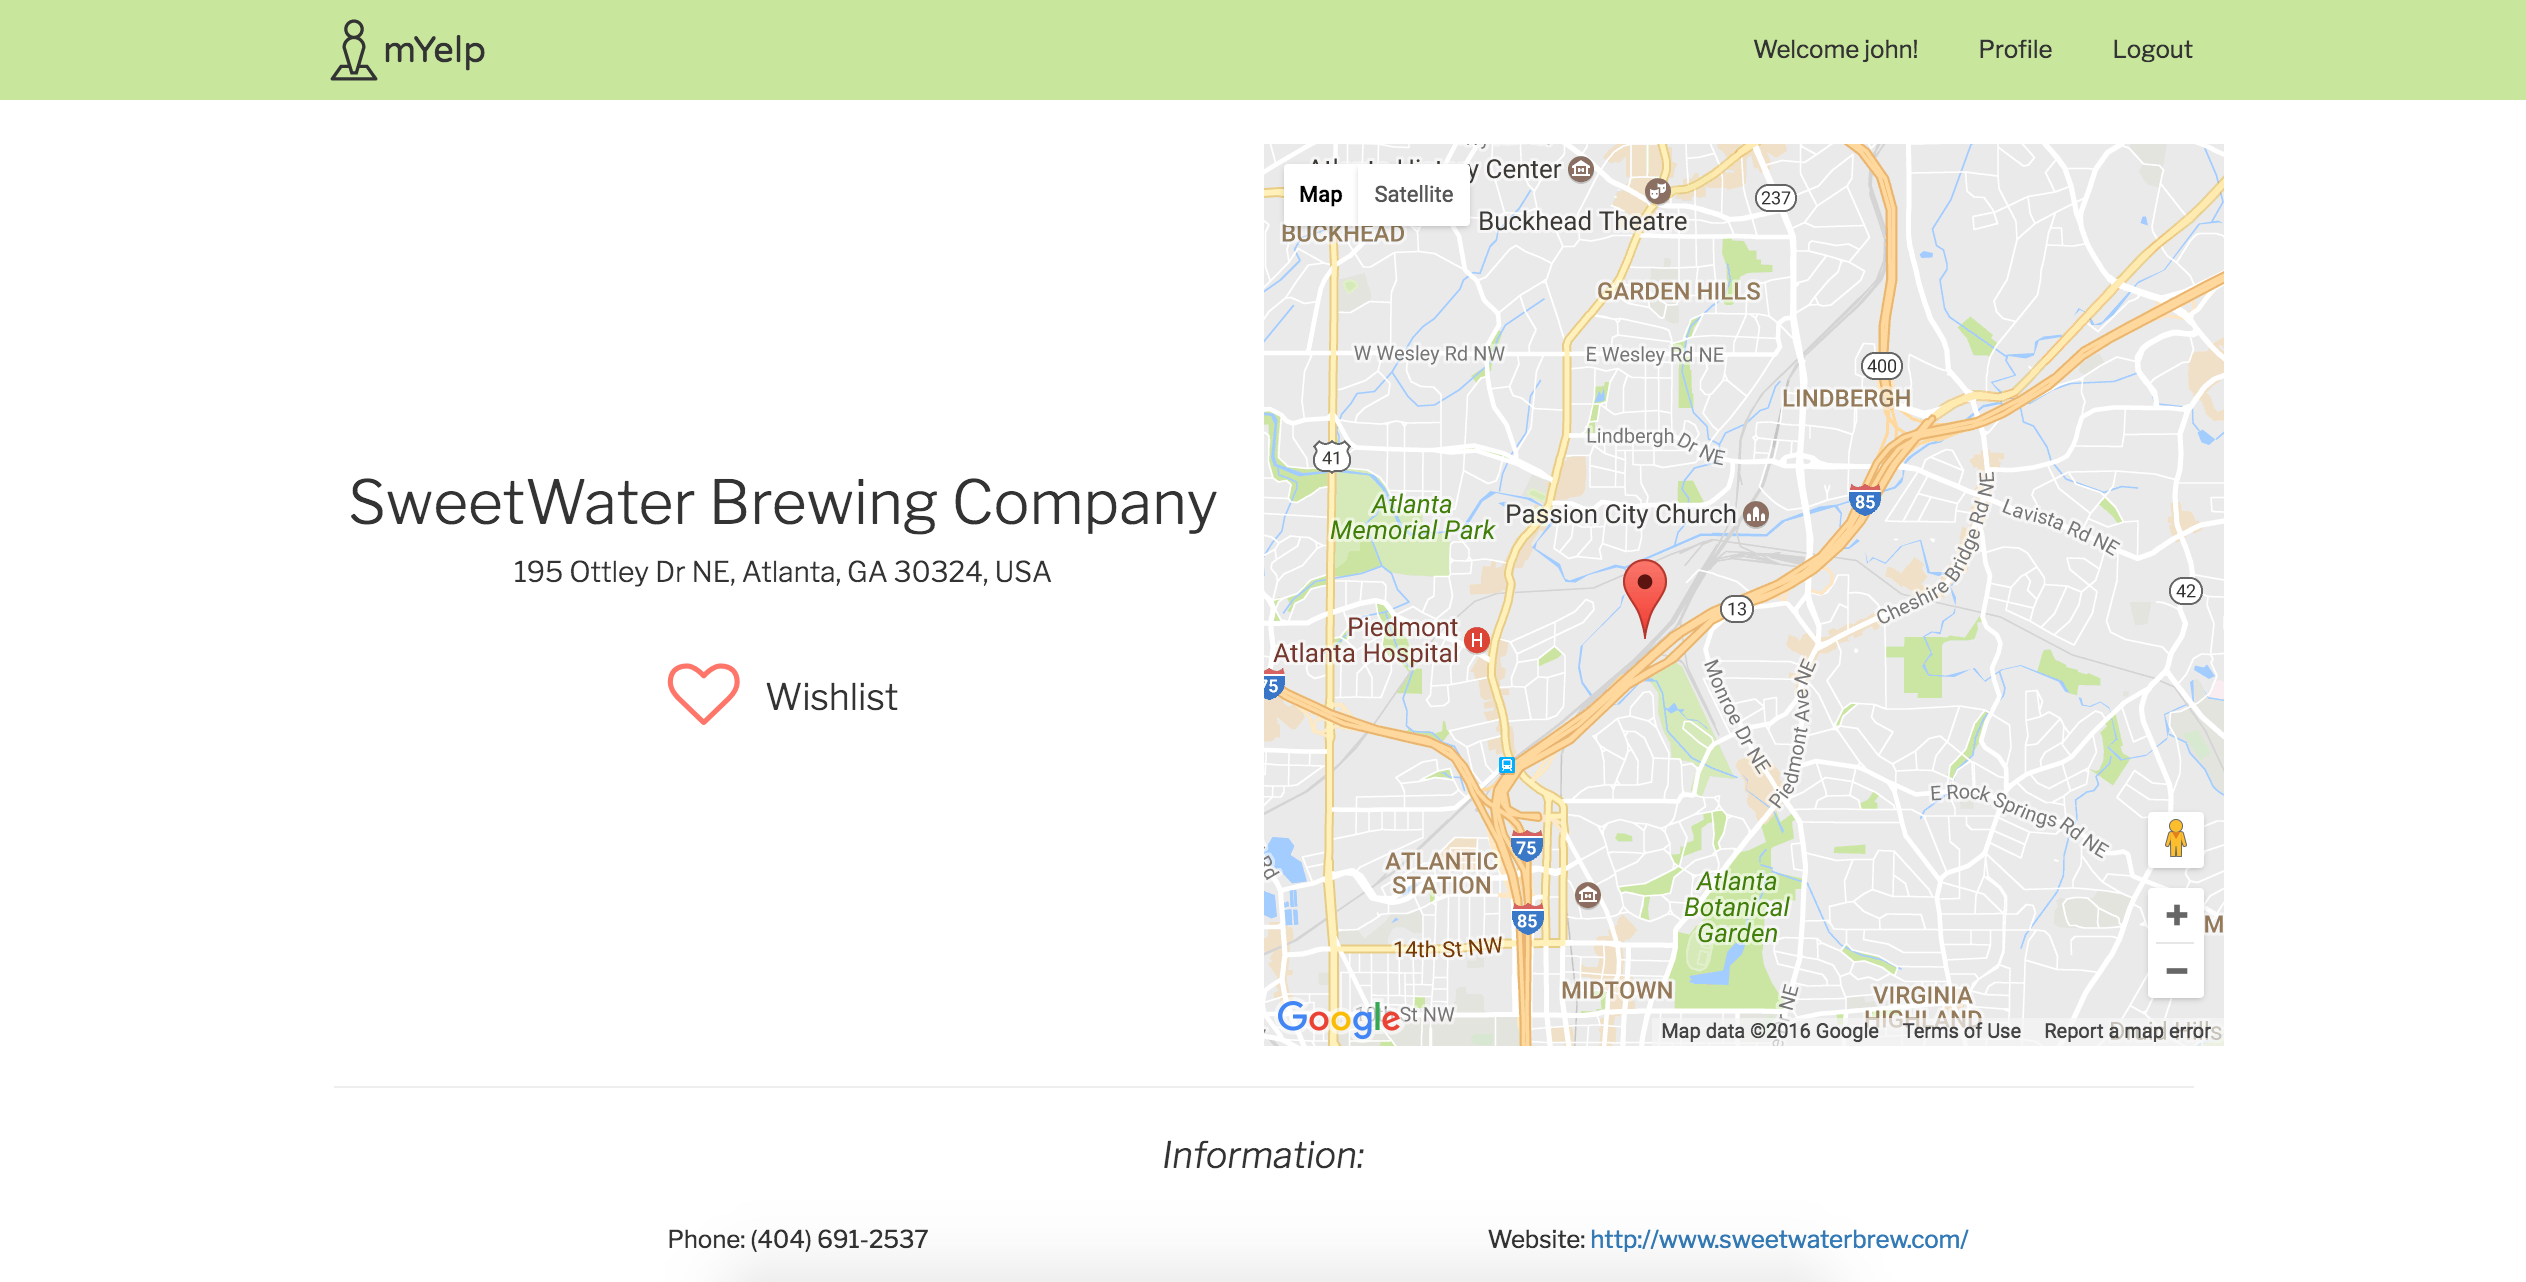 mYelp
Welcome john!
Profile
Logout
SweetWater Brewing Company
195 Ottley Dr NE, Atlanta, GA 30324, USA
Wishlist
Map
Satellite
Center
Buckhead Theatre
237
BUCKHEAD
GARDEN HILLS
W Wesley Rd NW
E Wesley Rd NE
400
LINDBERGH
Lindbergh Dr NE
41
85
Atlanta
Memorial Park
Passion City Church
Lavista Rd NE
Cheshire Bridge Rd NE
42
13
Piedmont
Atlanta Hospital
H
75
Monroe Dr NE
Piedmont Ave NE
E Rock Springs Rd NE
75
ATLANTIC
STATION
85
Atlanta
Botanical
Garden
14th St NW
MIDTOWN
VIRGINIA
HIGHLAND
St NW
NE
Rd
M
Google
Map data ©2016 Google
Terms of Use
Report a map error
Information:
Phone: (404) 691-2537
Website: http://www.sweetwaterbrew.com/